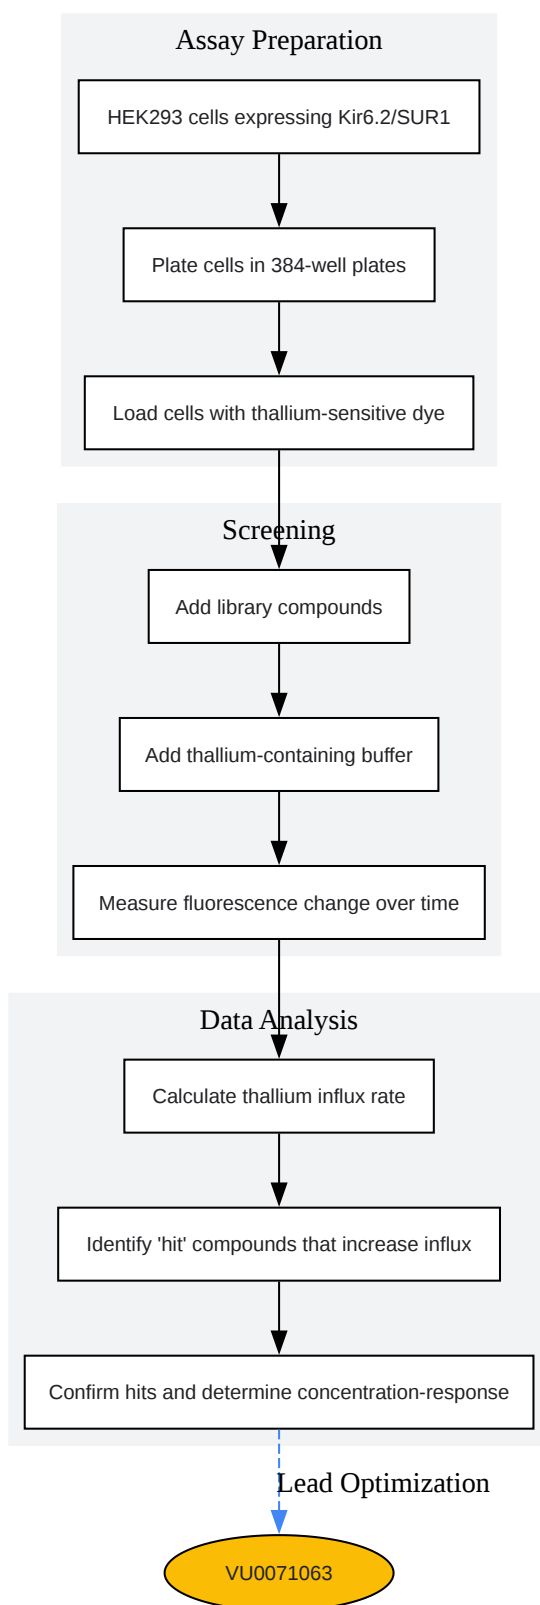 Assay Preparation
HEK293 cells expressing Kir6.2/SUR1
Plate cells in 384-well plates
Load cells with thallium-sensitive dye
Screening
Add library compounds
Add thallium-containing buffer
Measure fluorescence change over time
Data Analysis
Calculate thallium influx rate
Identify 'hit' compounds that increase influx
Confirm hits and determine concentration-response
Lead Optimization
VU0071063